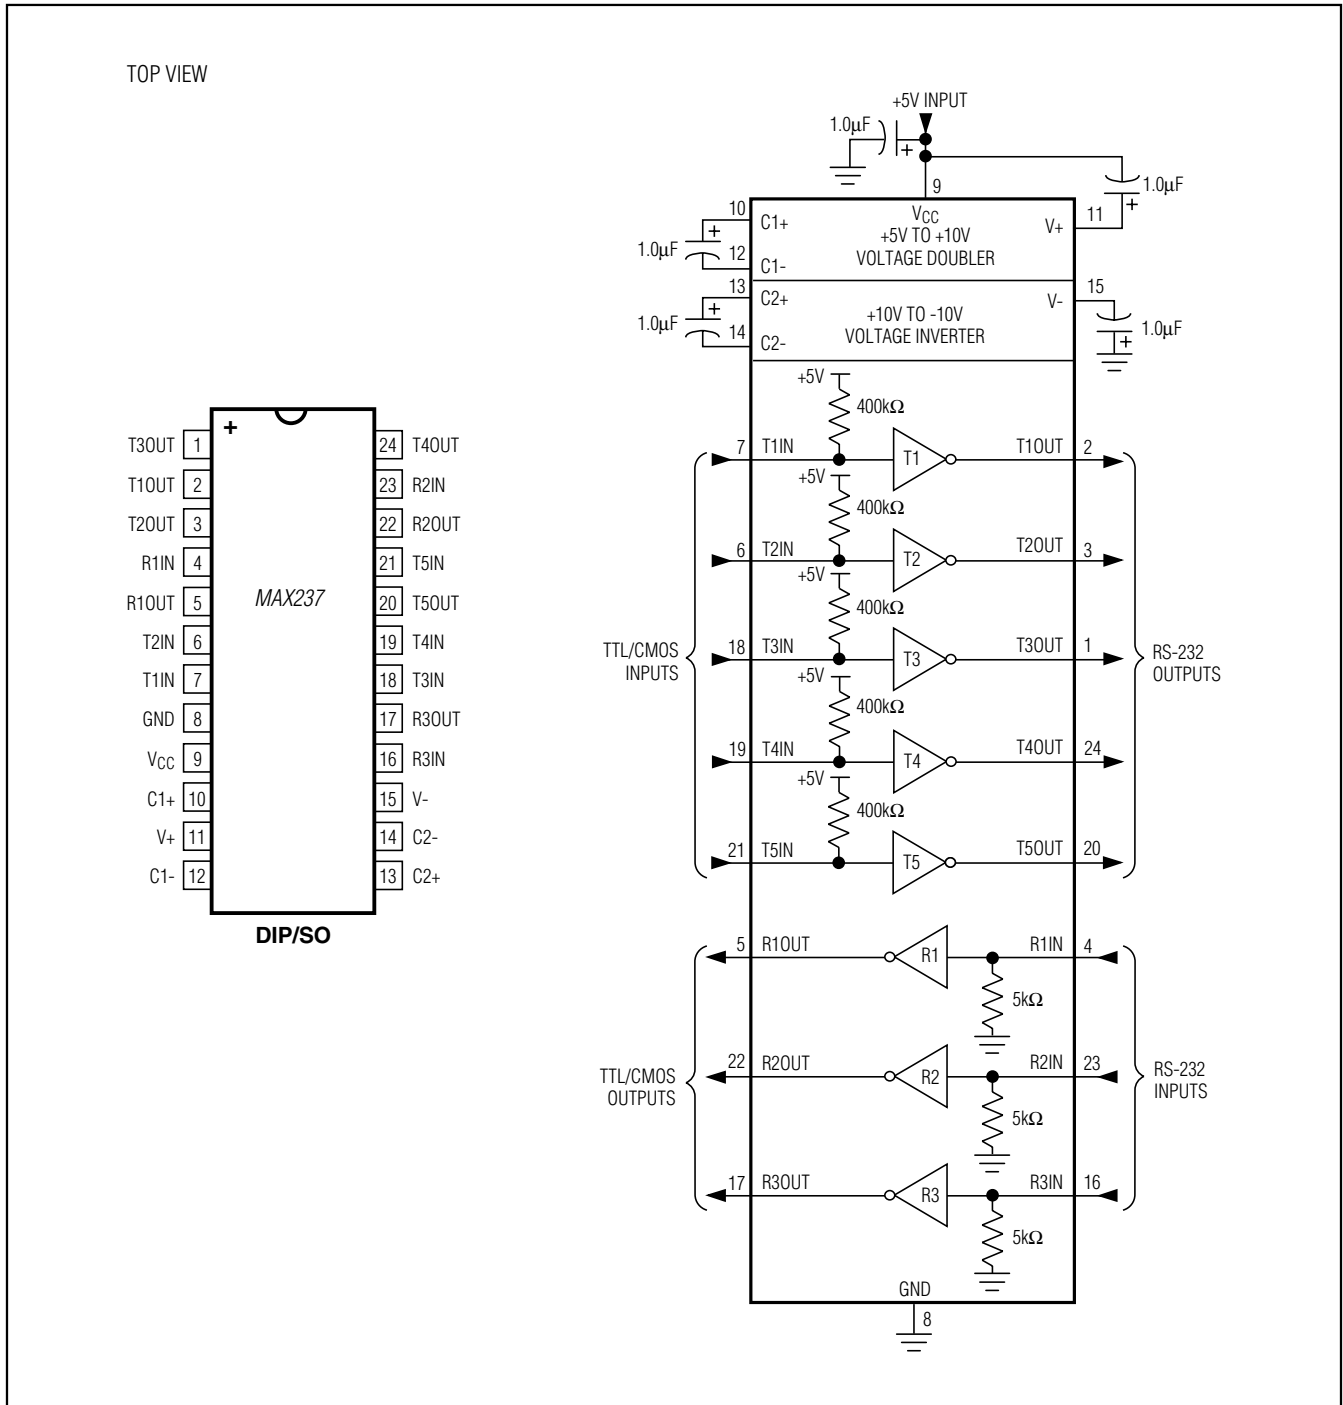 TOP VIEW
+
T3OUT 1
T1OUT 2
T2OUT 3
R1IN 4
R1OUT 5
T2IN 6
T1IN 7
GND 8
VCC 9
C1+ 10
V+ 11
C1- 12
MAX237
24 T4OUT
23 R2IN
22 R2OUT
21 T5IN
20 T5OUT
19 T4IN
18 T3IN
17 R3OUT
16 R3IN
15 V-
14 C2-
13 C2+
DIP/SO
+5V INPUT
1.0µF
+
9
1.0µF
+
10 C1+
1.0µF
+
12 C1-
VCC
+5V TO +10V
VOLTAGE DOUBLER
V+ 11
13 C2+
1.0µF
+
14 C2-
+10V TO -10V
VOLTAGE INVERTER
V- 15
1.0µF
+
+5V
400kΩ
7 T1IN T1 T1OUT 2
+5V
400kΩ
6 T2IN T2 T2OUT 3
+5V
400kΩ
18 T3IN T3 T3OUT 1
+5V
400kΩ
19 T4IN T4 T4OUT 24
+5V
400kΩ
21 T5IN T5 T5OUT 20
TTL/CMOS
INPUTS
RS-232
OUTPUTS
5 R1OUT R1 R1IN 4
5kΩ
22 R2OUT R2 R2IN 23
5kΩ
17 R3OUT R3 R3IN 16
5kΩ
TTL/CMOS
OUTPUTS
RS-232
INPUTS
GND
8